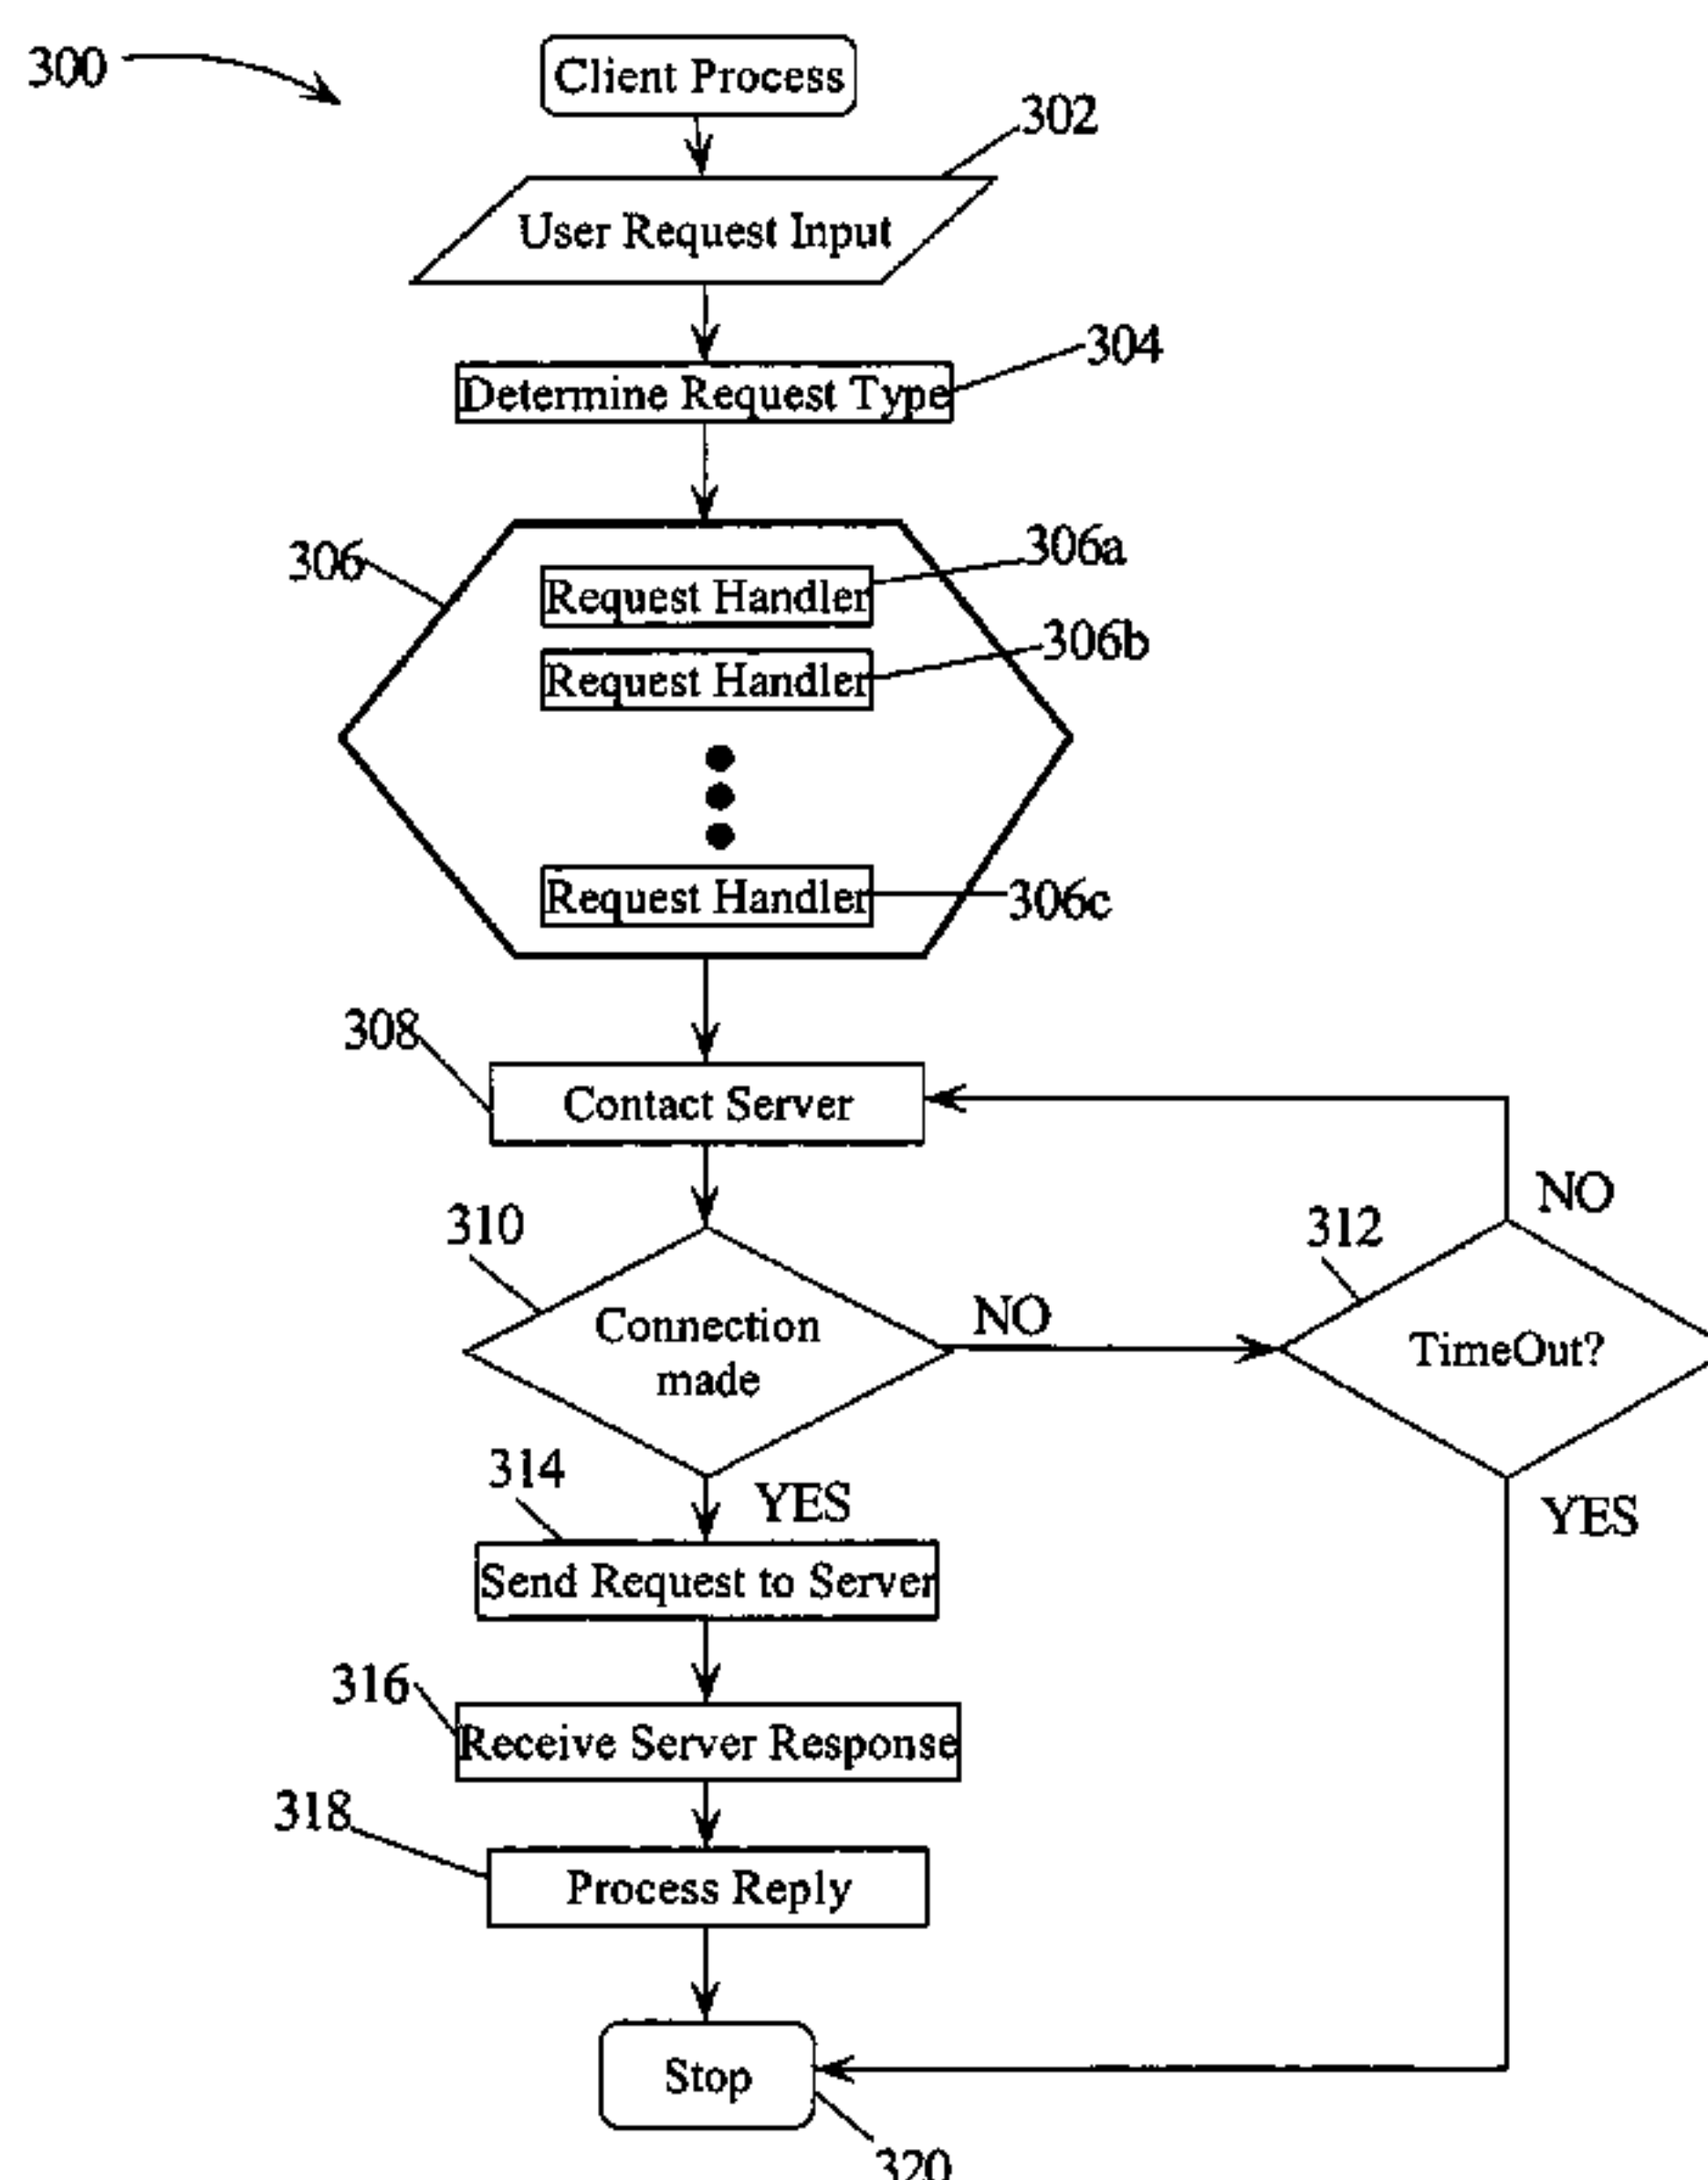 300
Client Process
302
User Request Input
304
Determine Request Type
306
306a
Request Handler
306b
Request Handler
Request Handler
306c
308
Contact Server
NO
310
312
Connection
made
NO
TimeOut?
314
YES
YES
Send Request to Server
316
Receive Server Response
318
Process Reply
Stop
320